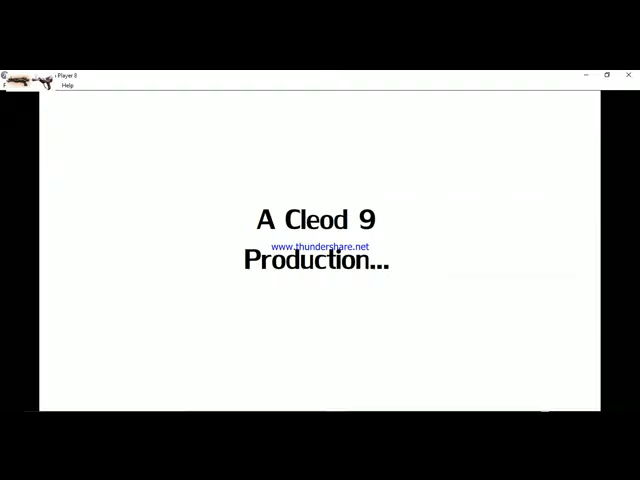 Player 8
Help
A Cleod 9
www.thundershare.net
Production...